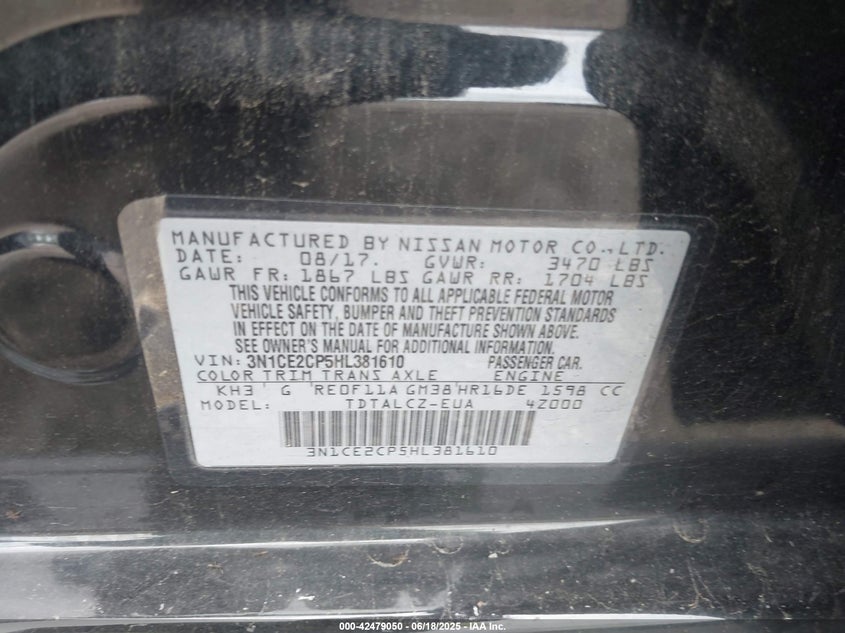 MANUFACTURED BY NISSAN MOTOR CO., LTD.
DATE: 08/17. GVWR: 3470 LBS
GAWR FR: 1867 LBS GAWR RR: 1704 LBS
THIS VEHICLE CONFORMS TO ALL APPLICABLE FEDERAL MOTOR
VEHICLE SAFETY, BUMPER AND THEFT PREVENTION STANDARDS
IN EFFECT ON THE DATE OF MANUFACTURE SHOWN ABOVE.
SEE OWNER'S MANUAL FOR ADDITIONAL INFORMATION.
VIN: 3N1CE2CP5HL381610 PASSENGER CAR.
COLOR TRIM TRANS AXLE ENGINE
KH3 G RE0F11A GM38 HR16DE 1598 CC
MODEL: TDTALCZ-EUA 42000
3N1CE2CP5HL381610
000-42479050 - 06/18/2025 - IAA Inc.